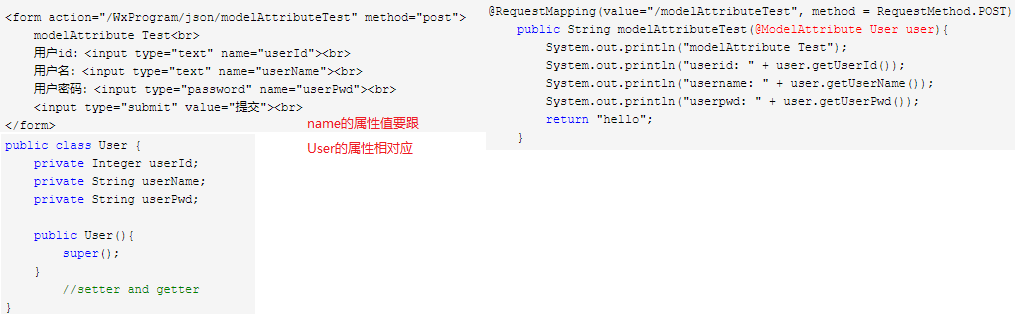 <form action="/WxProgram/json/modelAttributeTest" method="post">
    modelAttribute Test<br>
    用户id: <input type="text" name="userId"><br>
    用户名: <input type="text" name="userName"><br>
    用户密码: <input type="password" name="userPwd"><br>
    <input type="submit" value="提交"><br>
</form>
name的属性值要跟
User的属性相对应
public class User {
    private Integer userId;
    private String userName;
    private String userPwd;

    public User(){
        super();
    }
        //setter and getter
}
@RequestMapping(value="/modelAttributeTest", method = RequestMethod.POST)
    public String modelAttributeTest(@ModelAttribute User user){
        System.out.println("modelAttribute Test");
        System.out.println("userid: " + user.getUserId());
        System.out.println("username: " + user.getUserName());
        System.out.println("userpwd: " + user.getUserPwd());
        return "hello";
    }